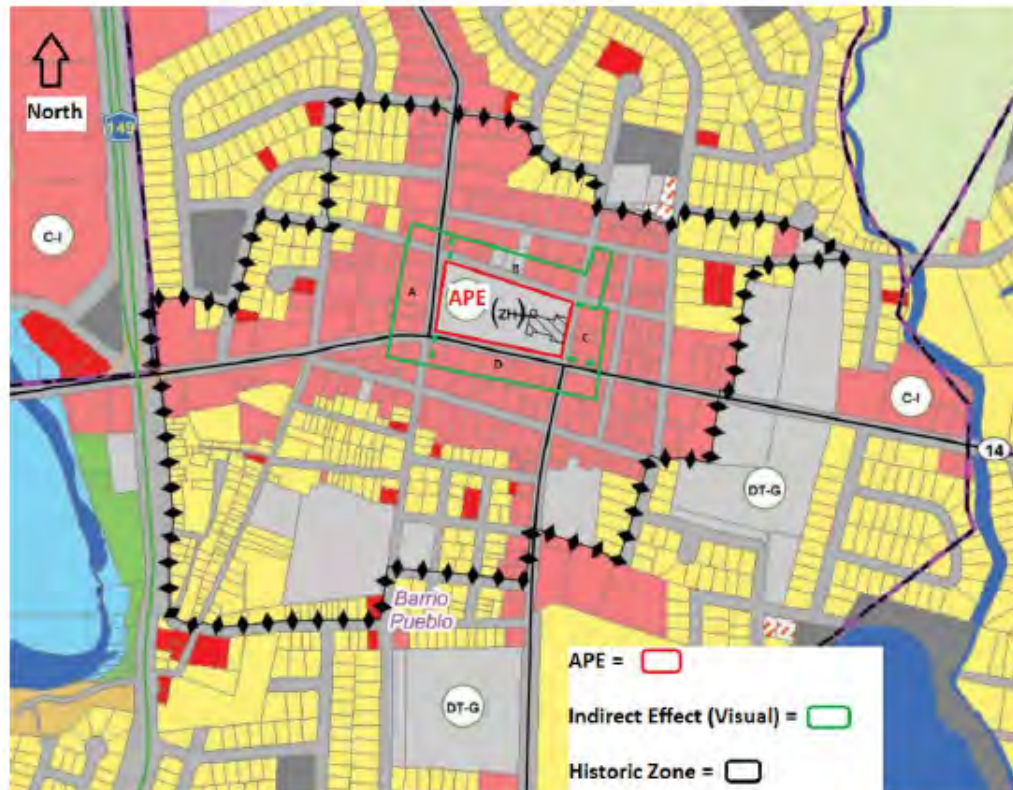 North
149
C-I
A
B
APE
(ZH)
C
D
C-I
14
DT-G
Barrio
Pueblo
DT-G
APE =
Indirect Effect (Visual) =
Historic Zone =